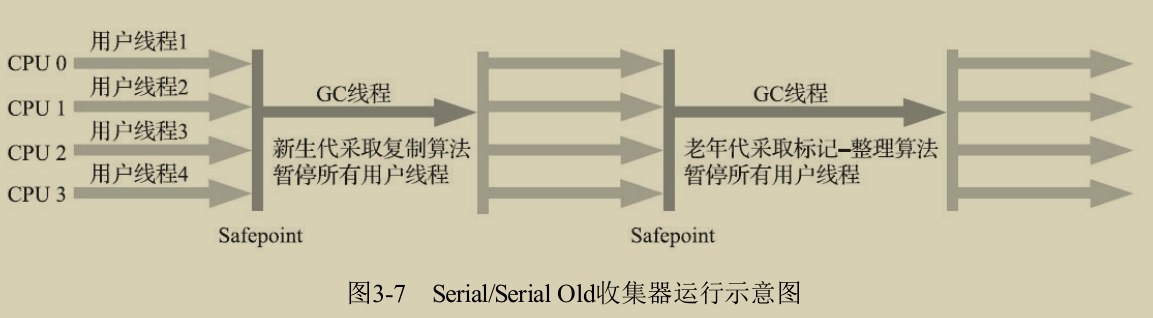 用户线程1
CPU 0
用户线程2
CPU 1
用户线程3
CPU 2
用户线程4
CPU 3
GC线程
新生代采取复制算法
暂停所有用户线程
Safepoint
GC线程
老年代采取标记–整理算法
暂停所有用户线程
Safepoint
图3-7 Serial/Serial Old收集器运行示意图